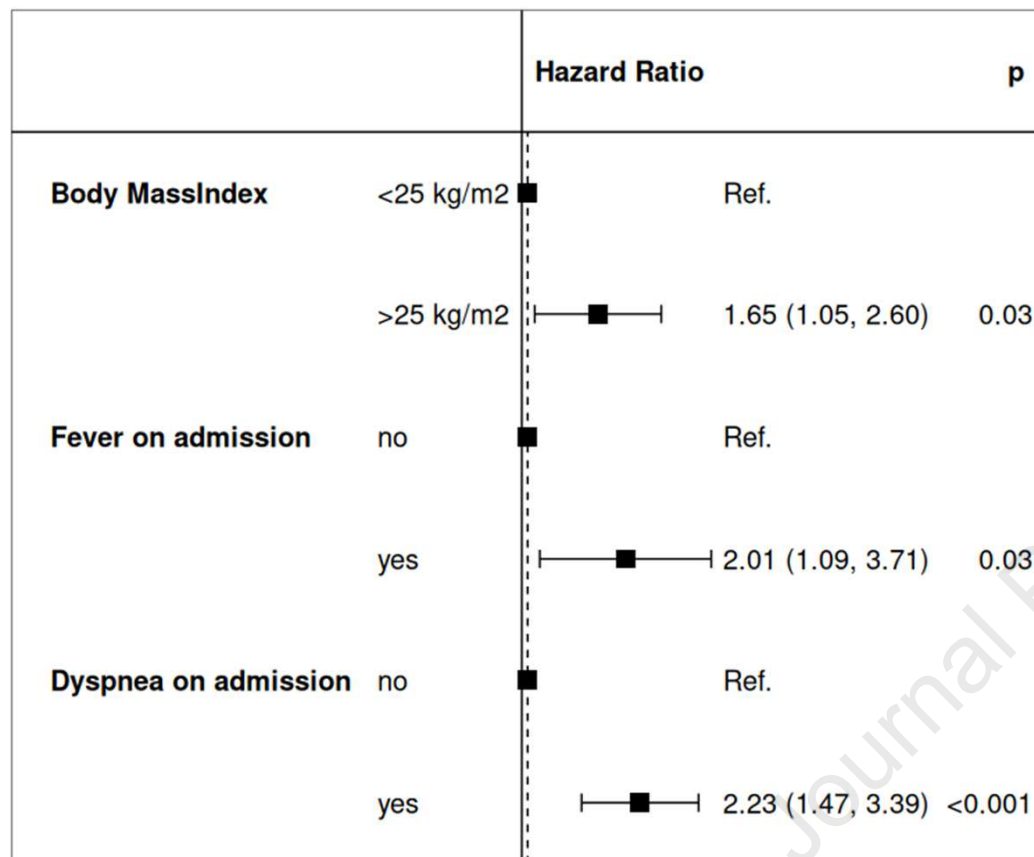 Hazard Ratio p
Body MassIndex <25 kg/m2 Ref.
>25 kg/m2 1.65 (1.05, 2.60) 0.03
Fever on admission no Ref.
yes 2.01 (1.09, 3.71) 0.03
Dyspnea on admission no Ref.
yes 2.23 (1.47, 3.39) <0.001
Journal